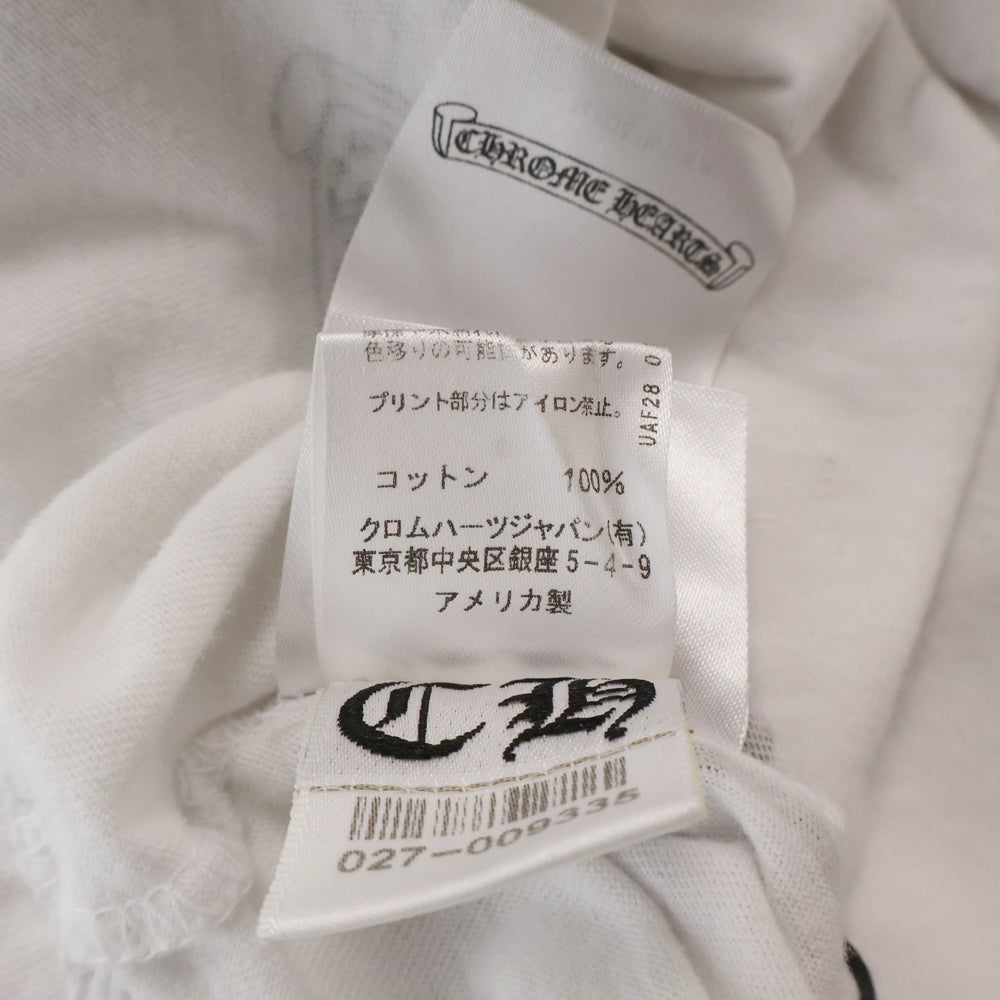 CHROME HEARTS
色移りの可能性があります。
プリント部分はアイロン禁止。
UAF28 0
コットン 100%
クロムハーツジャパン(有)
東京都中央区銀座5-4-9
アメリカ製
CH
027-009335